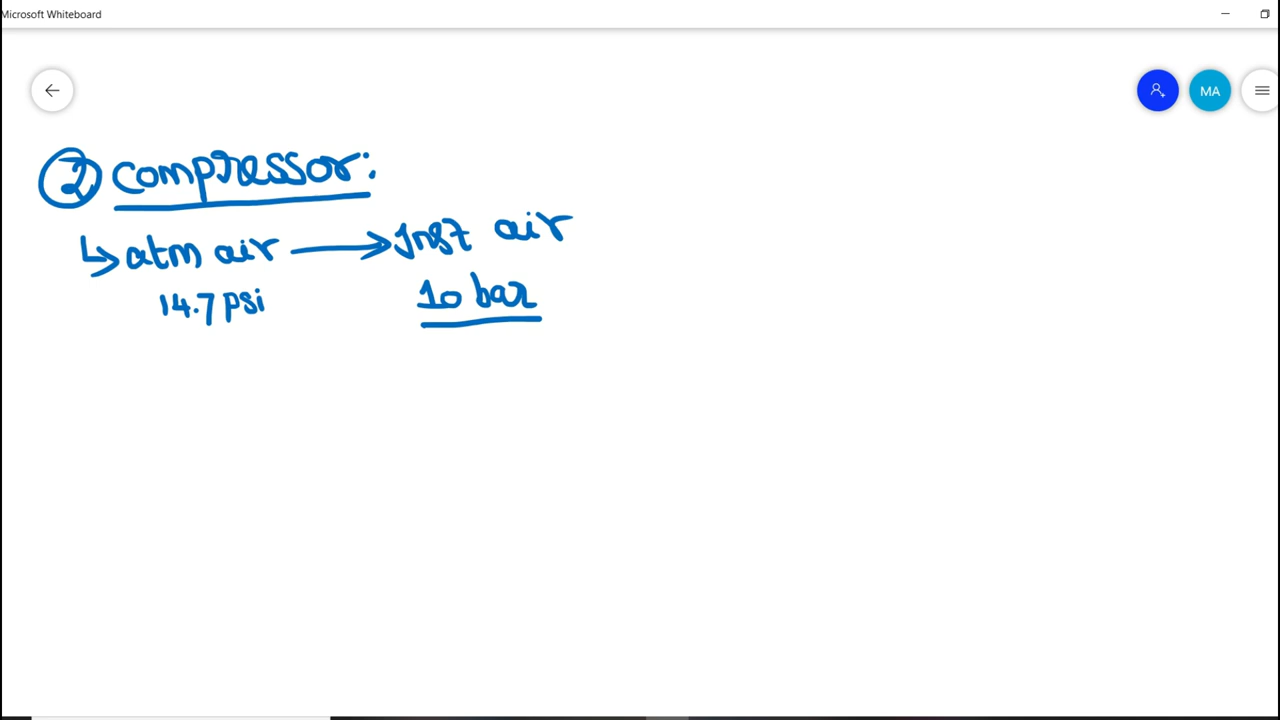 Microsoft Whiteboard
MA
2 compressor:
↳ atm air → Inst air
14.7 psi 10 bar